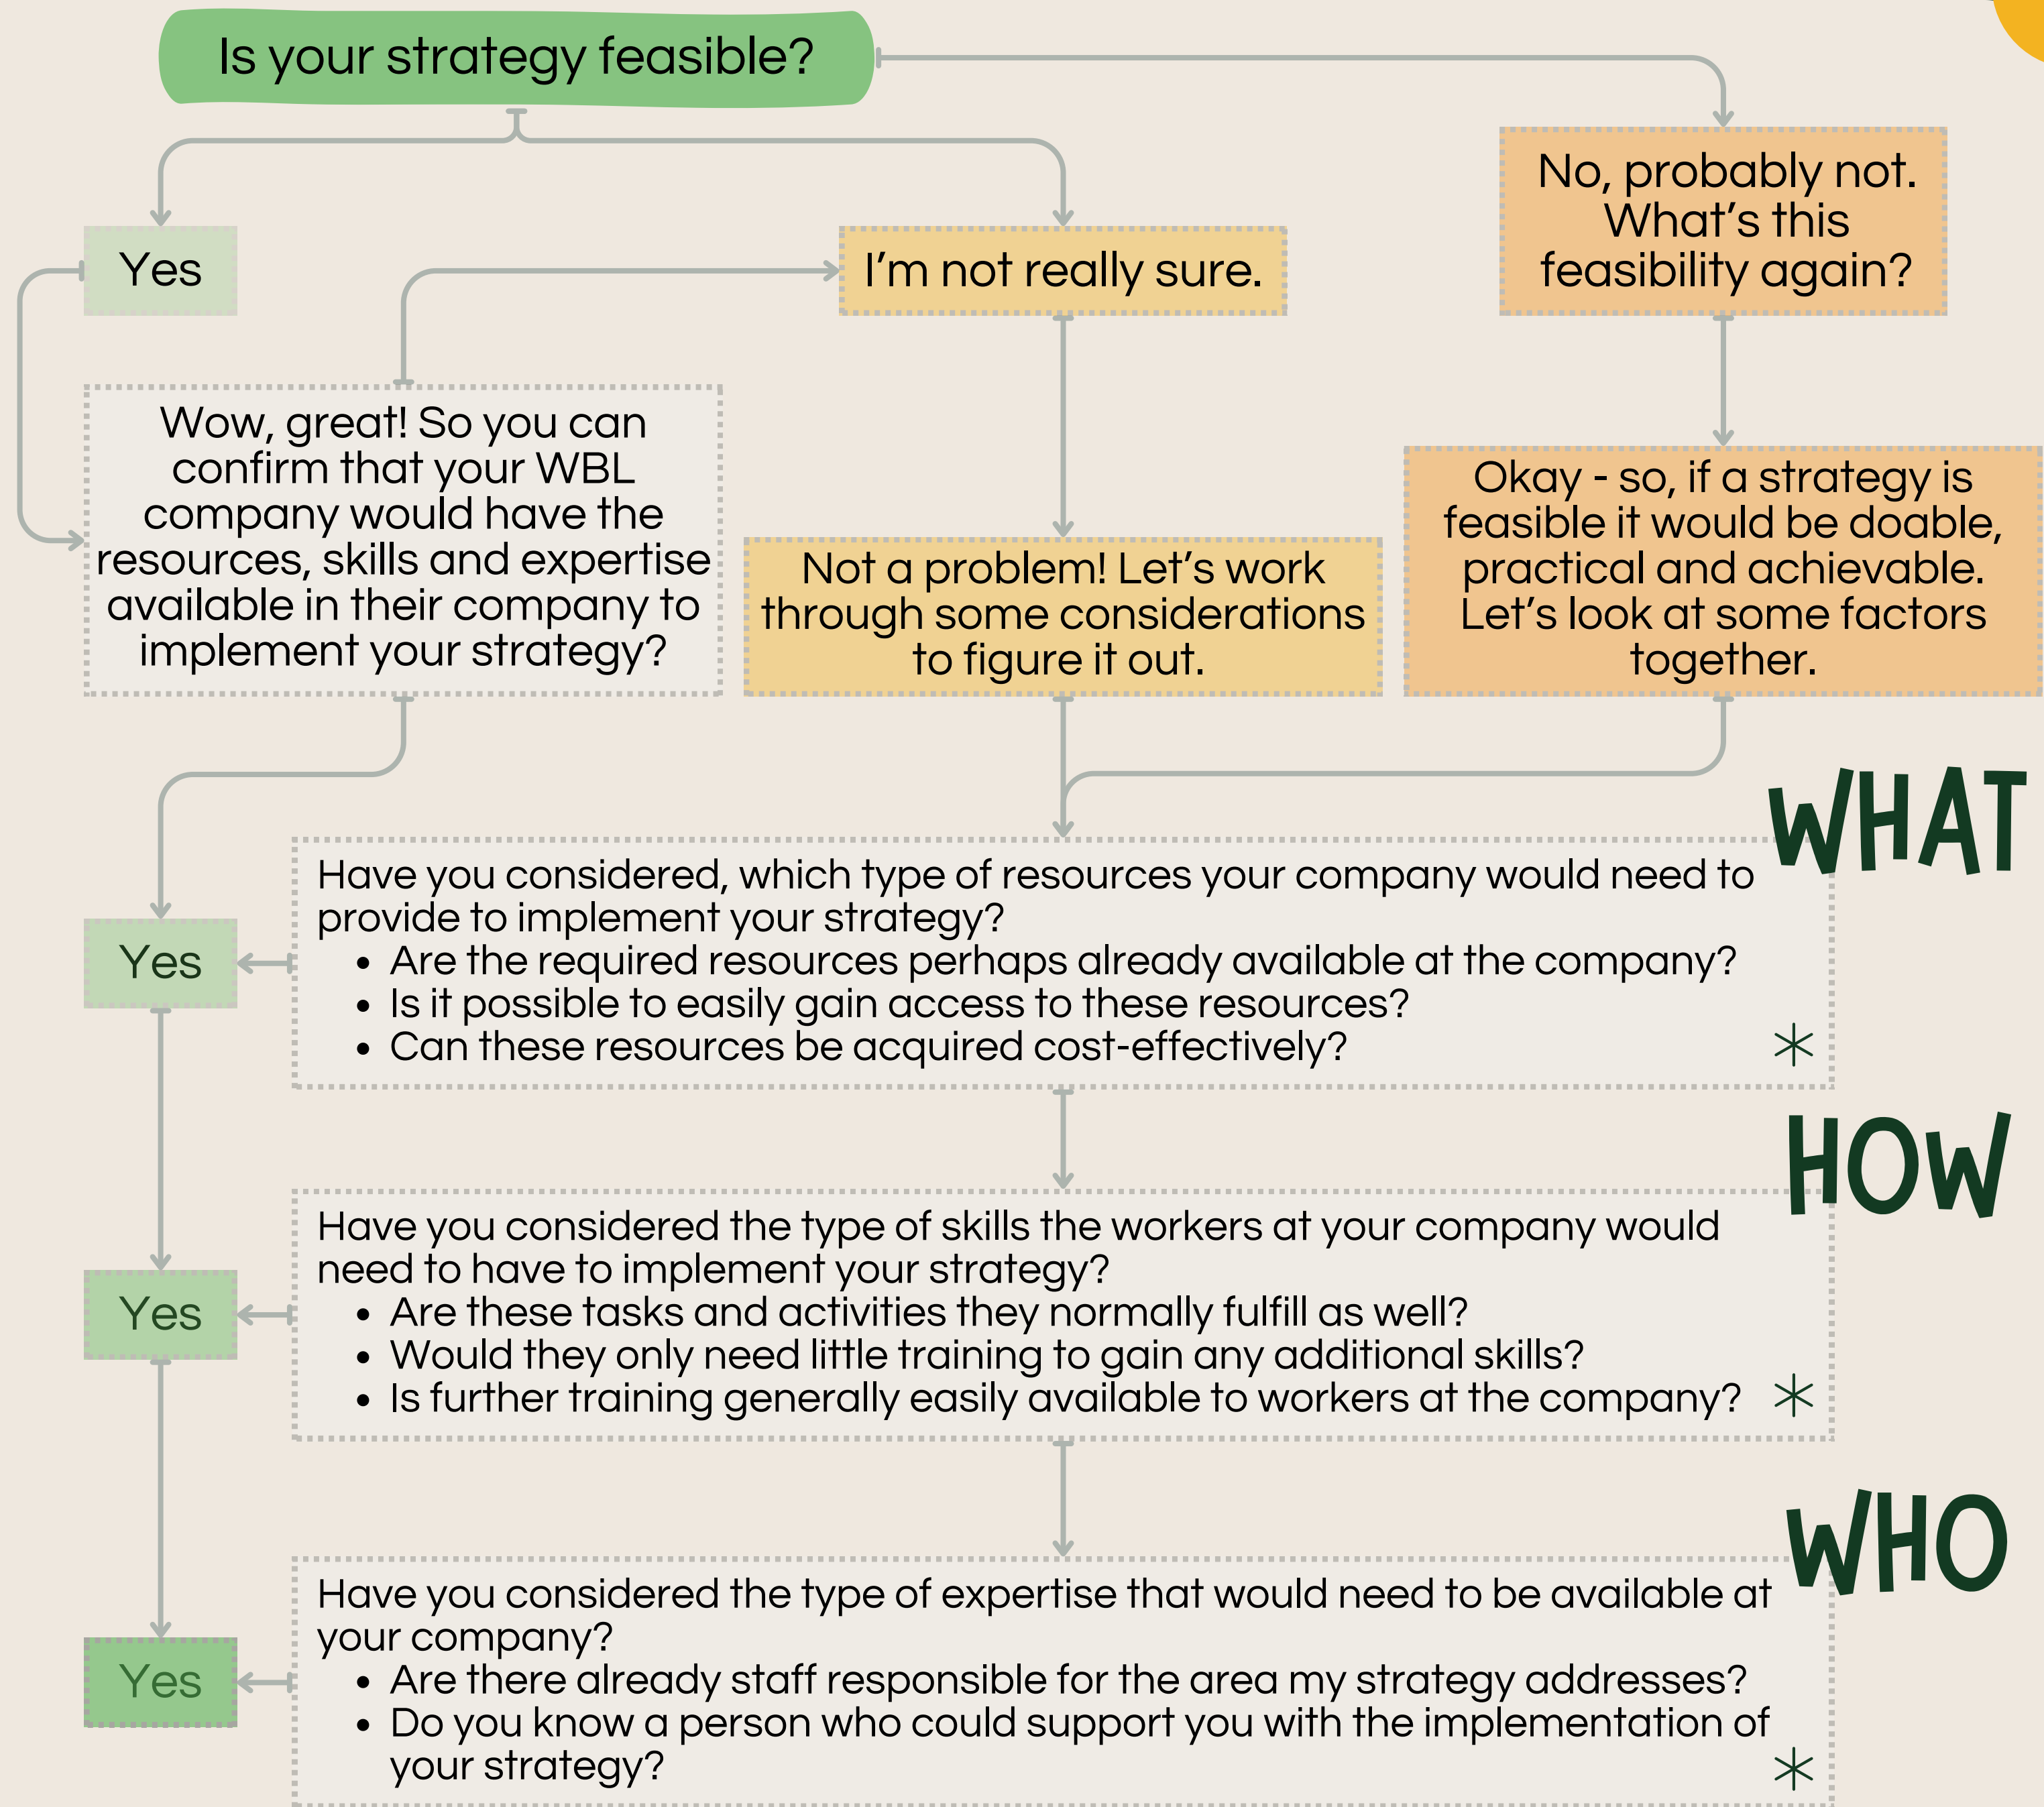 Is your strategy feasible?
Yes
I'm not really sure.
No, probably not.
What's this
feasibility again?
Wow, great! So you can
confirm that your WBL
company would have the
resources, skills and expertise
available in their company to
implement your strategy?
Not a problem! Let's work
through some considerations
to figure it out.
Okay - so, if a strategy is
feasible it would be doable,
practical and achievable.
Let's look at some factors
together.
WHAT
Have you considered, which type of resources your company would need to
provide to implement your strategy?
• Are the required resources perhaps already available at the company?
• Is it possible to easily gain access to these resources?
• Can these resources be acquired cost-effectively?
Yes
HOW
Have you considered the type of skills the workers at your company would
need to have to implement your strategy?
• Are these tasks and activities they normally fulfill as well?
• Would they only need little training to gain any additional skills?
• Is further training generally easily available to workers at the company?
Yes
WHO
Have you considered the type of expertise that would need to be available at
your company?
• Are there already staff responsible for the area my strategy addresses?
• Do you know a person who could support you with the implementation of
your strategy?
Yes